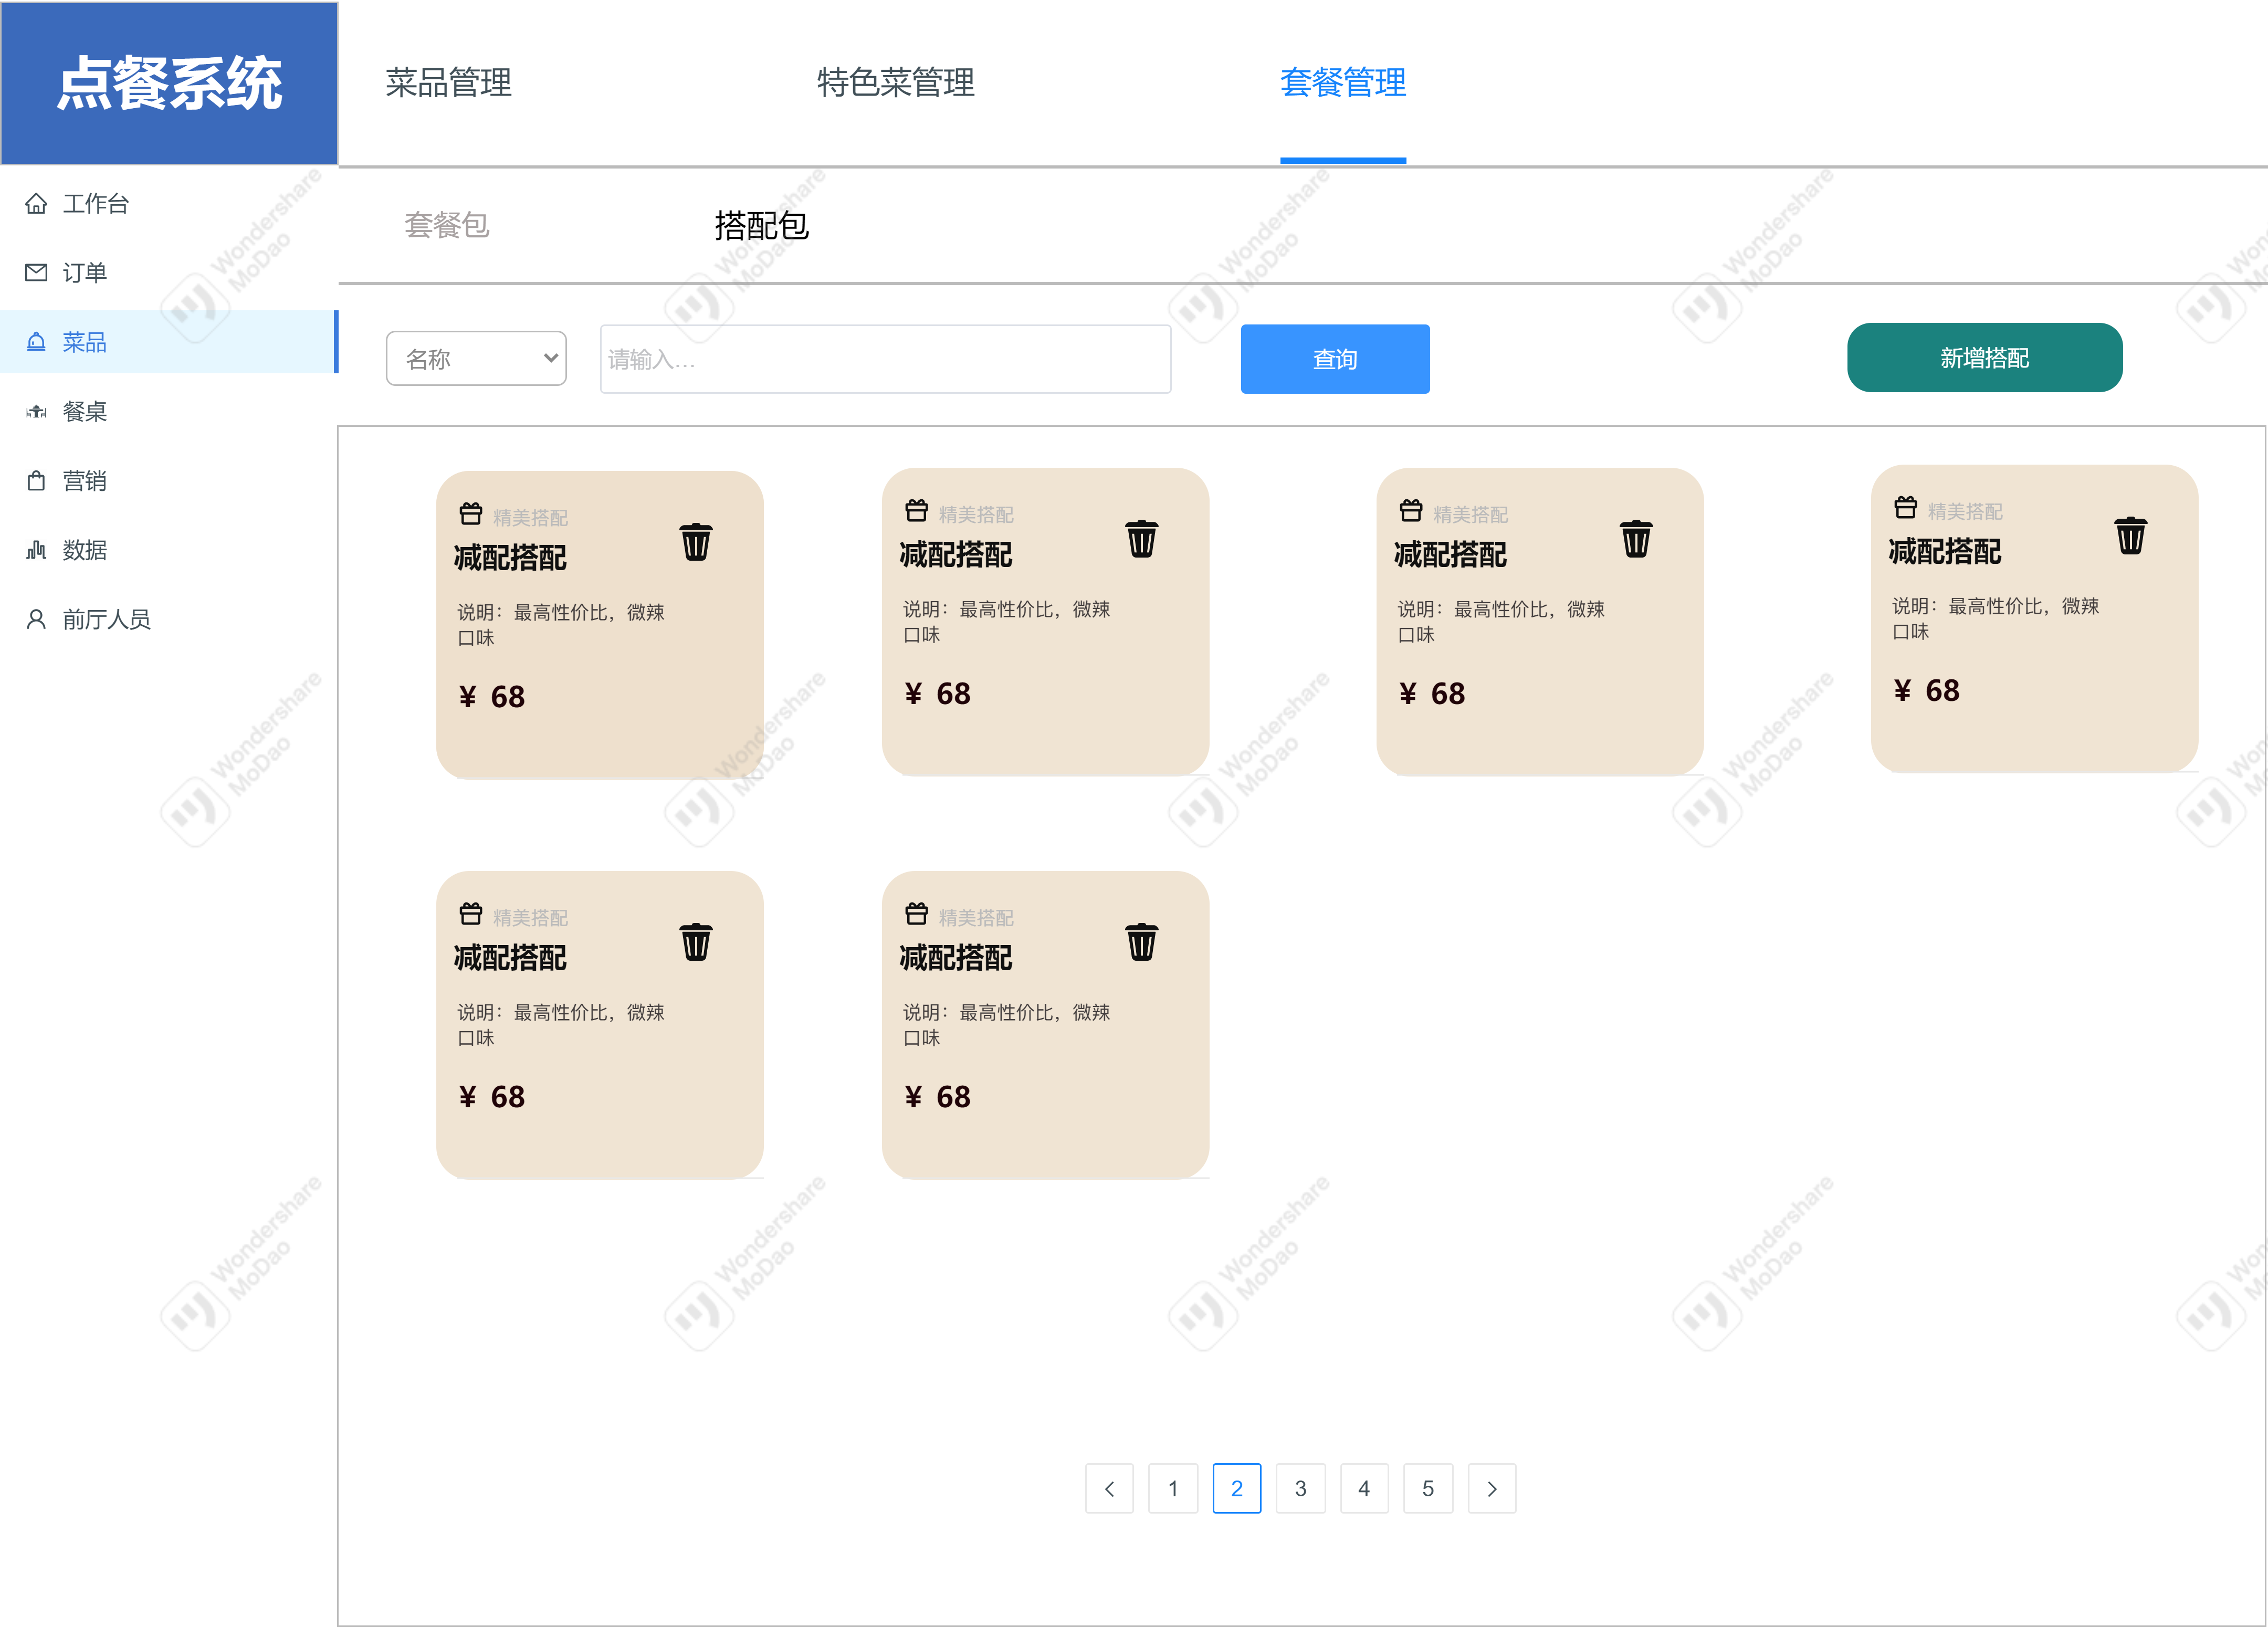 点餐系统
菜品管理 特色菜管理 套餐管理
工作台
订单
菜品
餐桌
营销
数据
前厅人员
套餐包 搭配包
名称 请输入... 查询 新增搭配
精美搭配
减配搭配
说明：最高性价比，微辣
口味
¥ 68
精美搭配
减配搭配
说明：最高性价比，微辣
口味
¥ 68
精美搭配
减配搭配
说明：最高性价比，微辣
口味
¥ 68
精美搭配
减配搭配
说明：最高性价比，微辣
口味
¥ 68
精美搭配
减配搭配
说明：最高性价比，微辣
口味
¥ 68
精美搭配
减配搭配
说明：最高性价比，微辣
口味
¥ 68
1 2 3 4 5
Wondershare
MoDao